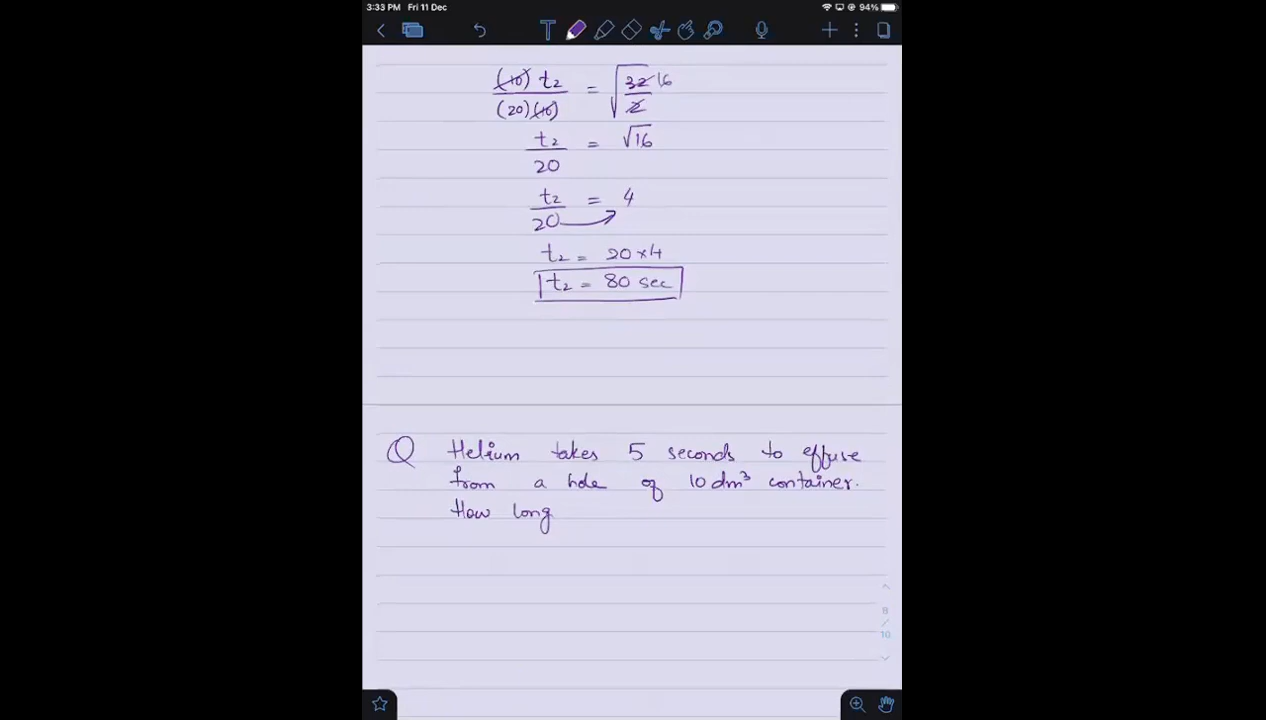 3:33 PM Fri 11 Dec
94%
T
(10) t₂ / (20)(10) = √(32/2) 16
t₂/20 = √16
t₂/20 = 4
t₂ = 20 × 4
t₂ = 80 sec
Q Helium takes 5 seconds to effuse
from a hole of 10 dm³ container.
How long
8
/
10